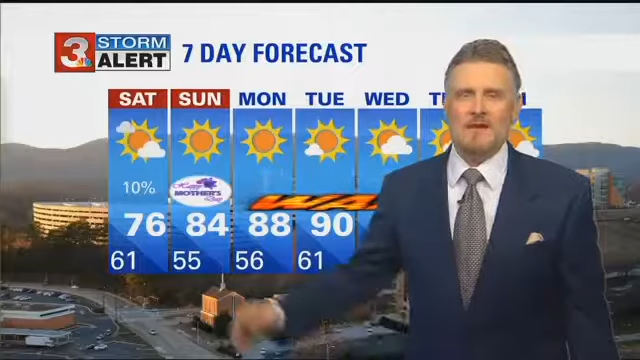 3 STORM
ALERT
7 DAY FORECAST
SAT SUN MON TUE WED
10%
Happy
MOTHER'S
Day
76 84 88 90
61 55 56 61